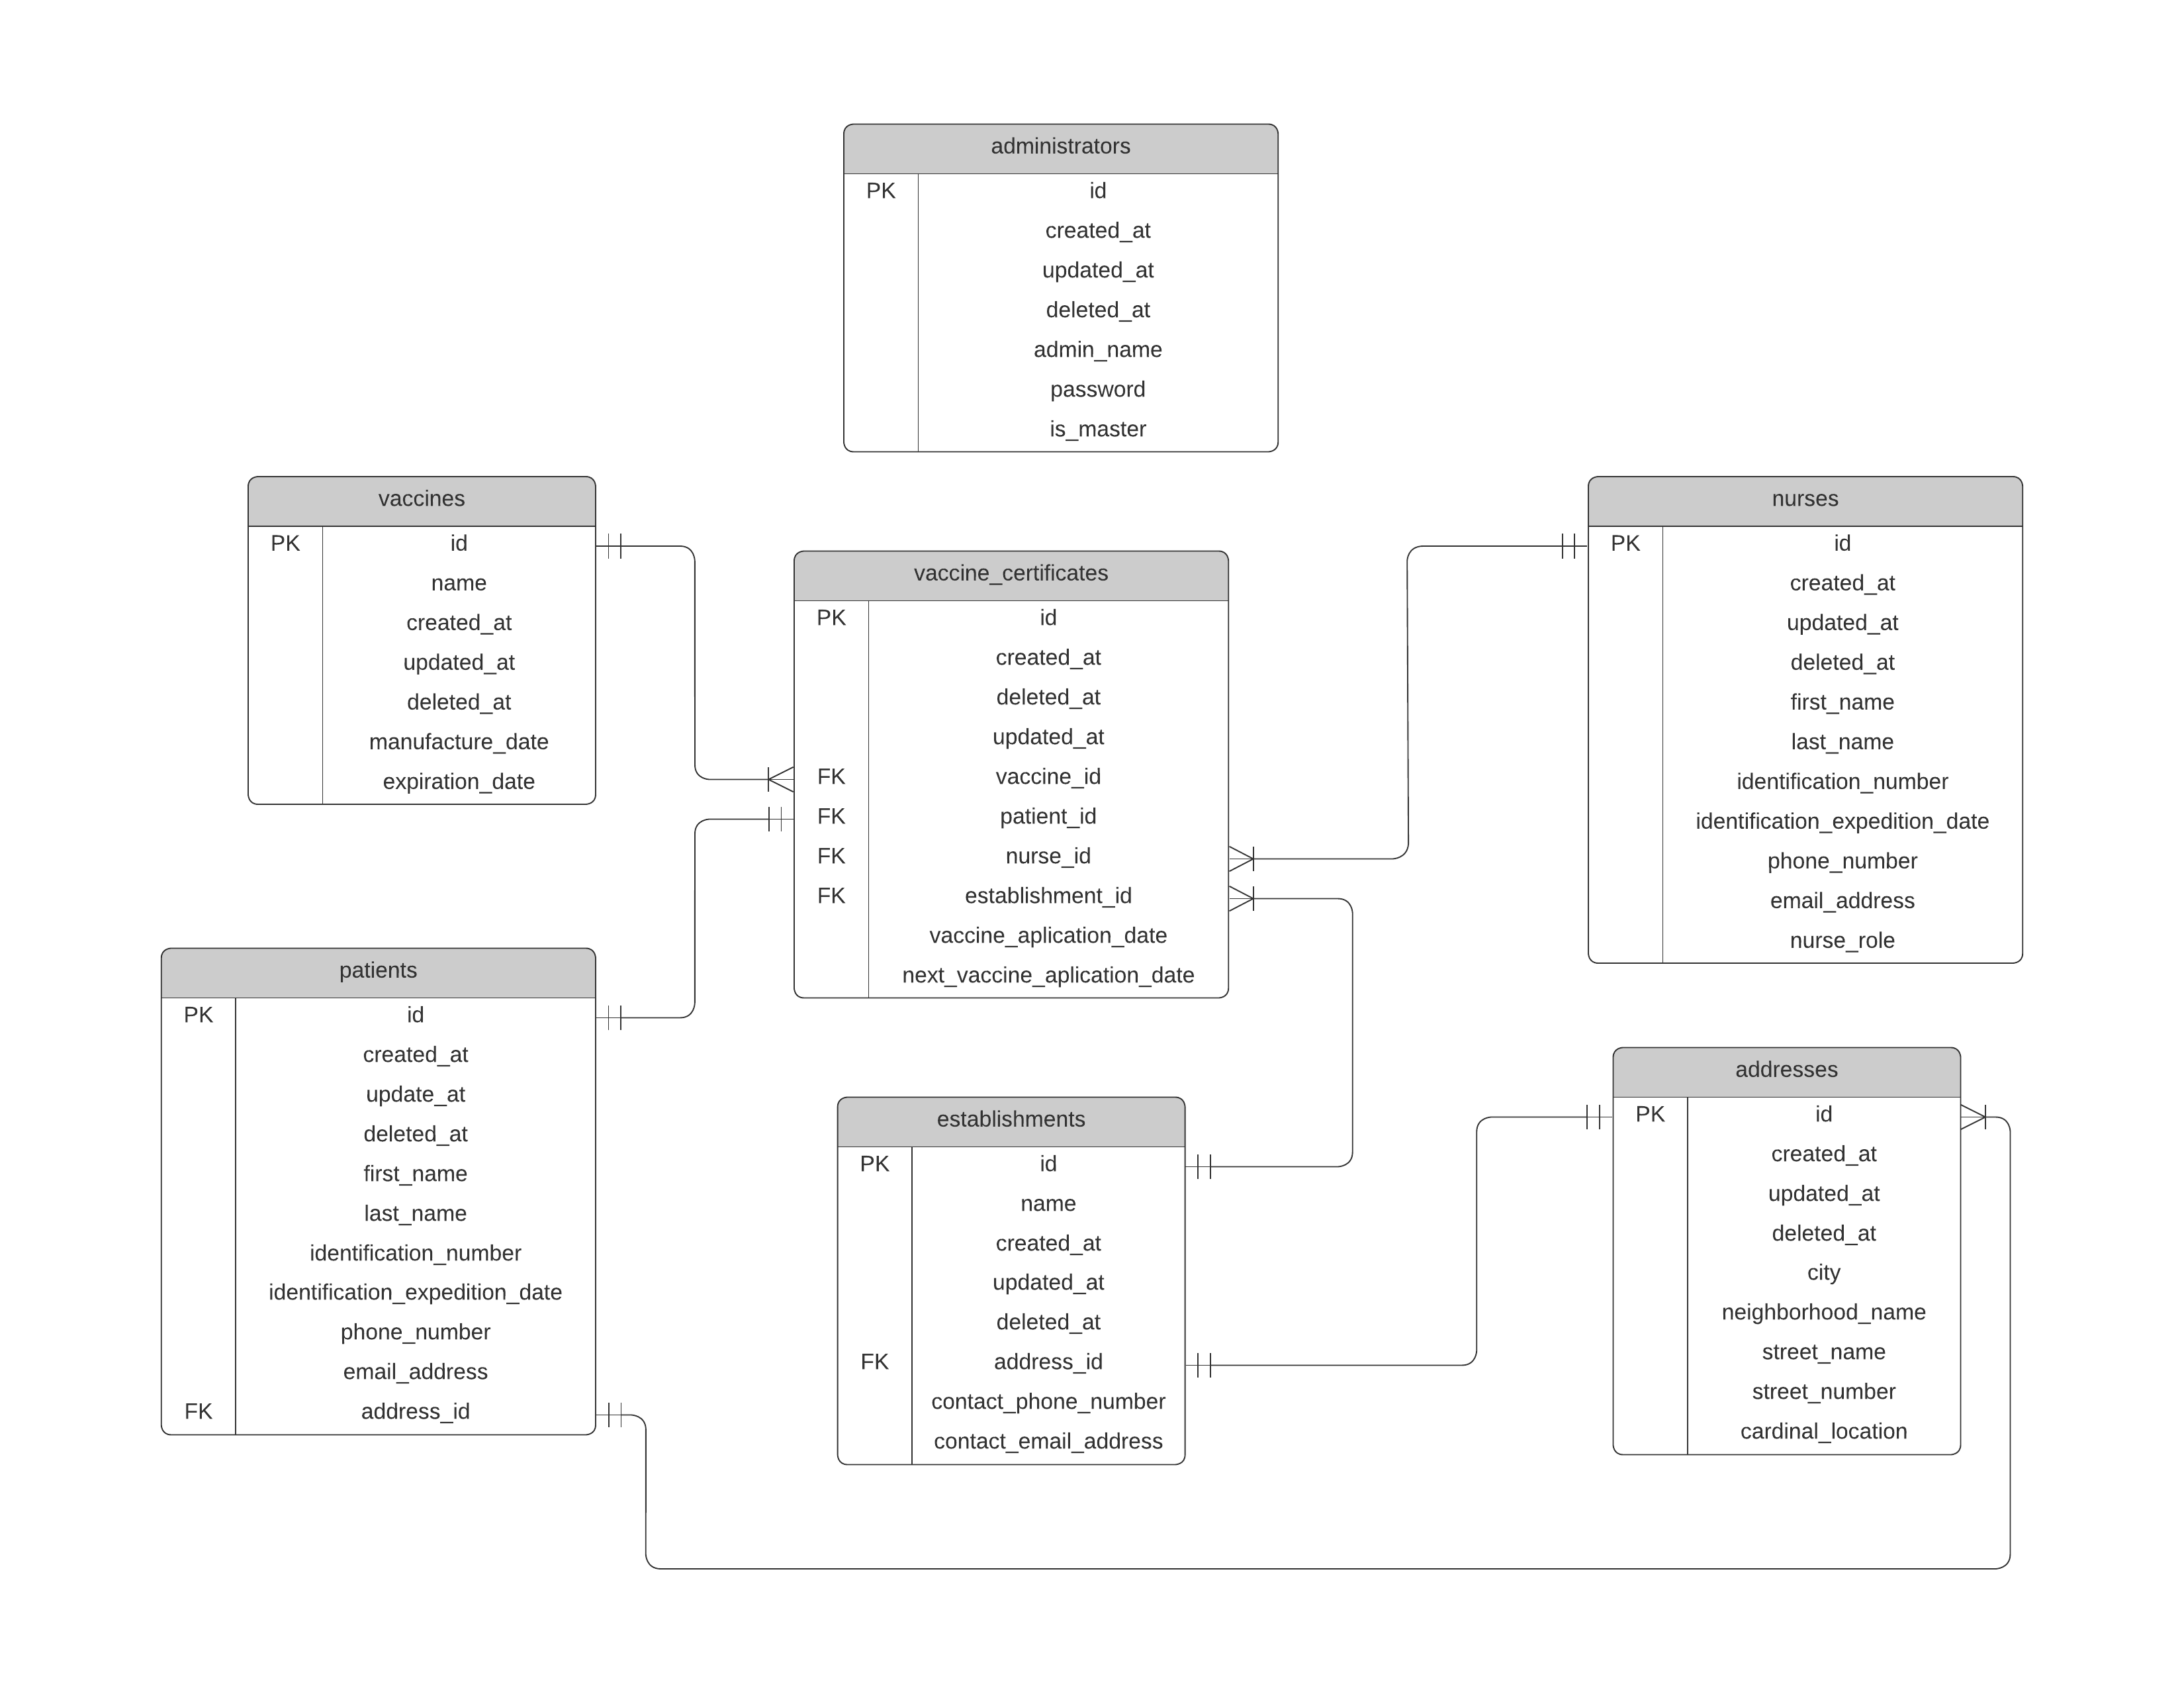 administrators
PK id
created_at
updated_at
deleted_at
admin_name
password
is_master
vaccines
PK id
name
created_at
updated_at
deleted_at
manufacture_date
expiration_date
vaccine_certificates
PK id
created_at
deleted_at
updated_at
FK vaccine_id
FK patient_id
FK nurse_id
FK establishment_id
vaccine_aplication_date
next_vaccine_aplication_date
nurses
PK id
created_at
updated_at
deleted_at
first_name
last_name
identification_number
identification_expedition_date
phone_number
email_address
nurse_role
patients
PK id
created_at
update_at
deleted_at
first_name
last_name
identification_number
identification_expedition_date
phone_number
email_address
FK address_id
establishments
PK id
name
created_at
updated_at
deleted_at
FK address_id
contact_phone_number
contact_email_address
addresses
PK id
created_at
updated_at
deleted_at
city
neighborhood_name
street_name
street_number
cardinal_location